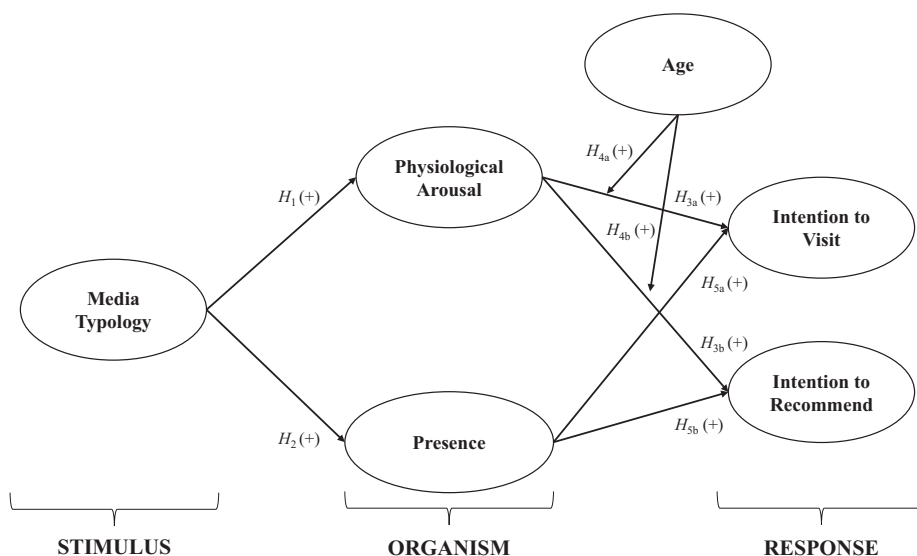 Age
H4a (+)
Physiological
Arousal
H1 (+)
H3a (+)
Intention to
Visit
H4b (+)
H5a (+)
Media
Typology
H3b (+)
Intention to
Recommend
H2 (+)
Presence
H5b (+)
STIMULUS
ORGANISM
RESPONSE